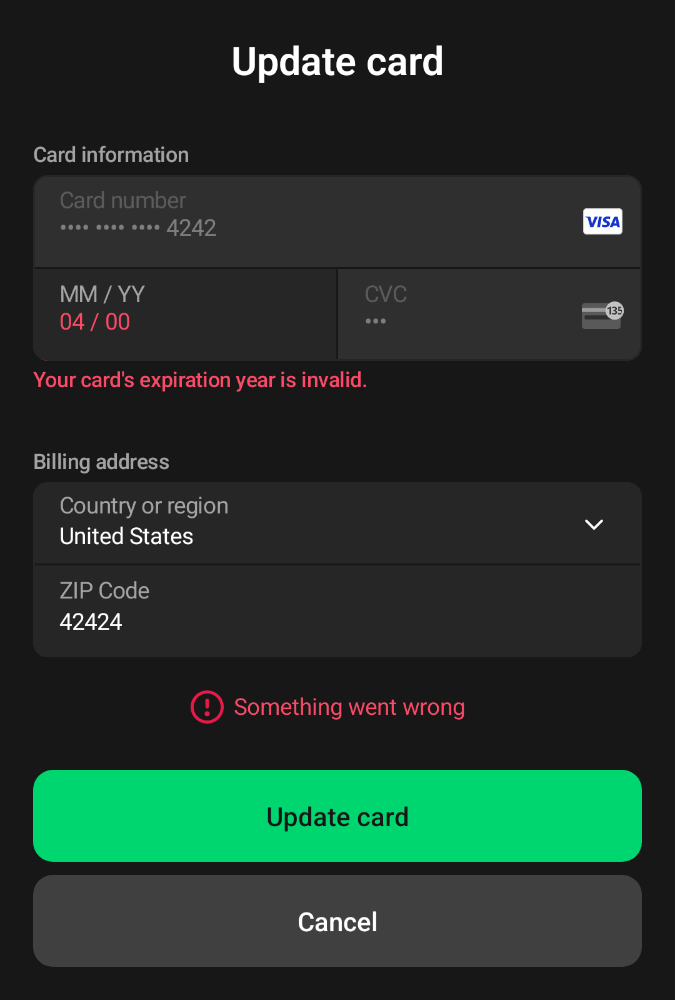 Update card
Card information
Card number
•••• •••• •••• 4242
VISA
MM / YY
04 / 00
CVC
•••
135
Your card's expiration year is invalid.
Billing address
Country or region
United States
ZIP Code
42424
Something went wrong
Update card
Cancel